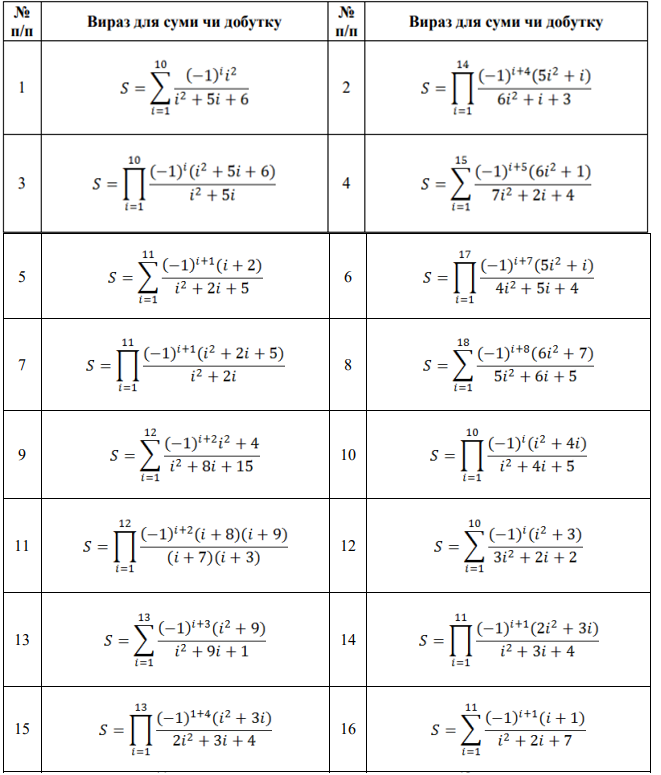 № п/п Вираз для суми чи добутку № п/п Вираз для суми чи добутку
1 $S=\sum_{i=1}^{10}\frac{(-1)^{i}i^{2}}{i^{2}+5i+6}$ 2 $S=\prod_{i=1}^{14}\frac{(-1)^{i+4}(5i^{2}+i)}{6i^{2}+i+3}$
3 $S=\prod_{i=1}^{10}\frac{(-1)^{i}(i^{2}+5i+6)}{i^{2}+5i}$ 4 $S=\sum_{i=1}^{15}\frac{(-1)^{i+5}(6i^{2}+1)}{7i^{2}+2i+4}$
5 $S=\sum_{i=1}^{11}\frac{(-1)^{i+1}(i+2)}{i^{2}+2i+5}$ 6 $S=\prod_{i=1}^{17}\frac{(-1)^{i+7}(5i^{2}+i)}{4i^{2}+5i+4}$
7 $S=\prod_{i=1}^{11}\frac{(-1)^{i+1}(i^{2}+2i+5)}{i^{2}+2i}$ 8 $S=\sum_{i=1}^{18}\frac{(-1)^{i+8}(6i^{2}+7)}{5i^{2}+6i+5}$
9 $S=\sum_{i=1}^{12}\frac{(-1)^{i+2}i^{2}+4}{i^{2}+8i+15}$ 10 $S=\prod_{i=1}^{10}\frac{(-1)^{i}(i^{2}+4i)}{i^{2}+4i+5}$
11 $S=\prod_{i=1}^{12}\frac{(-1)^{i+2}(i+8)(i+9)}{(i+7)(i+3)}$ 12 $S=\sum_{i=1}^{10}\frac{(-1)^{i}(i^{2}+3)}{3i^{2}+2i+2}$
13 $S=\sum_{i=1}^{13}\frac{(-1)^{i+3}(i^{2}+9)}{i^{2}+9i+1}$ 14 $S=\prod_{i=1}^{11}\frac{(-1)^{i+1}(2i^{2}+3i)}{i^{2}+3i+4}$
15 $S=\prod_{i=1}^{13}\frac{(-1)^{1+4}(i^{2}+3i)}{2i^{2}+3i+4}$ 16 $S=\sum_{i=1}^{11}\frac{(-1)^{i+1}(i+1)}{i^{2}+2i+7}$